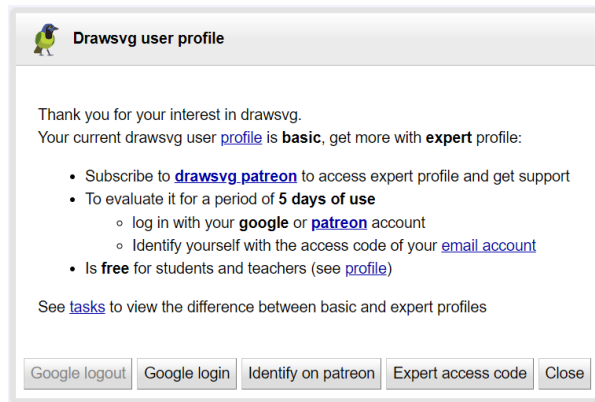 Drawsvg user profile
Thank you for your interest in drawsvg.
Your current drawsvg user profile is basic, get more with expert profile:
• Subscribe to drawsvg patreon to access expert profile and get support
• To evaluate it for a period of 5 days of use
◦ log in with your google or patreon account
◦ Identify yourself with the access code of your email account
• Is free for students and teachers (see profile)
See tasks to view the difference between basic and expert profiles
Google logout Google login Identify on patreon Expert access code Close